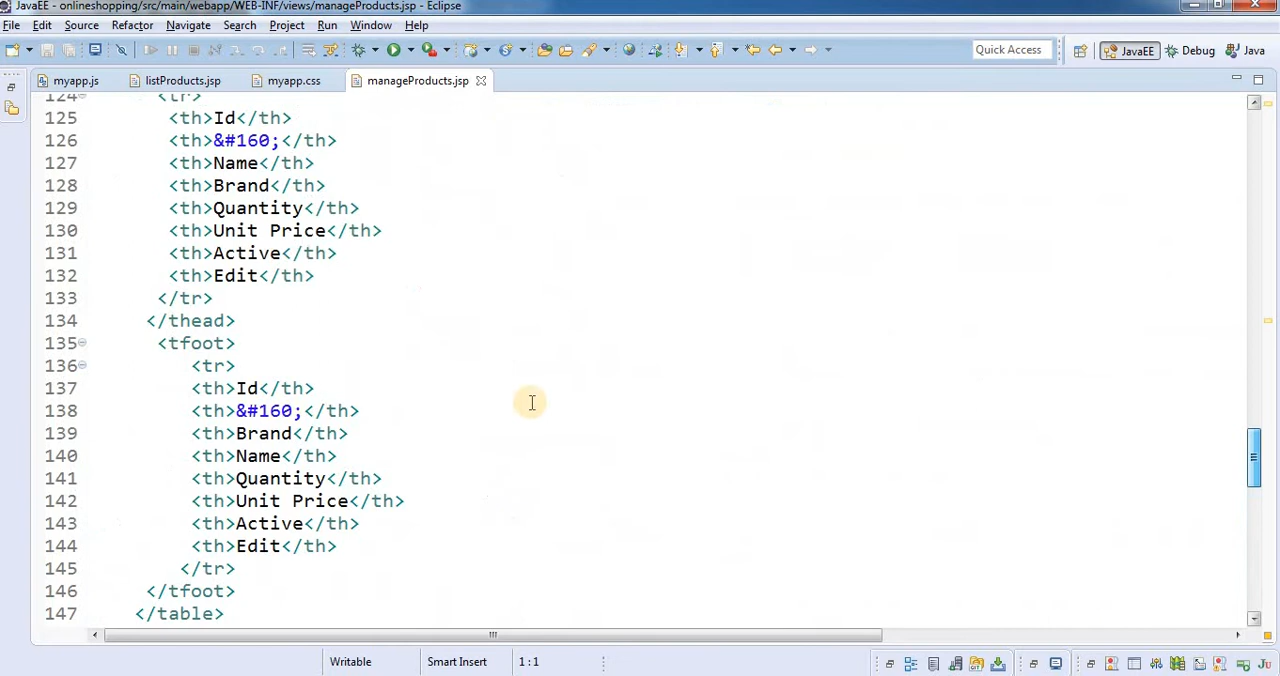 JavaEE - onlineshopping/src/main/webapp/WEB-INF/views/manageProducts.jsp - Eclipse
File Edit Source Refactor Navigate Search Project Run Window Help
Quick Access JavaEE Debug Java
myapp.js listProducts.jsp myapp.css manageProducts.jsp
124 <tr>
125 <th>Id</th>
126 <th>&#160;</th>
127 <th>Name</th>
128 <th>Brand</th>
129 <th>Quantity</th>
130 <th>Unit Price</th>
131 <th>Active</th>
132 <th>Edit</th>
133 </tr>
134 </thead>
135 <tfoot>
136 <tr>
137 <th>Id</th>
138 <th>&#160;</th>
139 <th>Brand</th>
140 <th>Name</th>
141 <th>Quantity</th>
142 <th>Unit Price</th>
143 <th>Active</th>
144 <th>Edit</th>
145 </tr>
146 </tfoot>
147 </table>
Writable Smart Insert 1:1